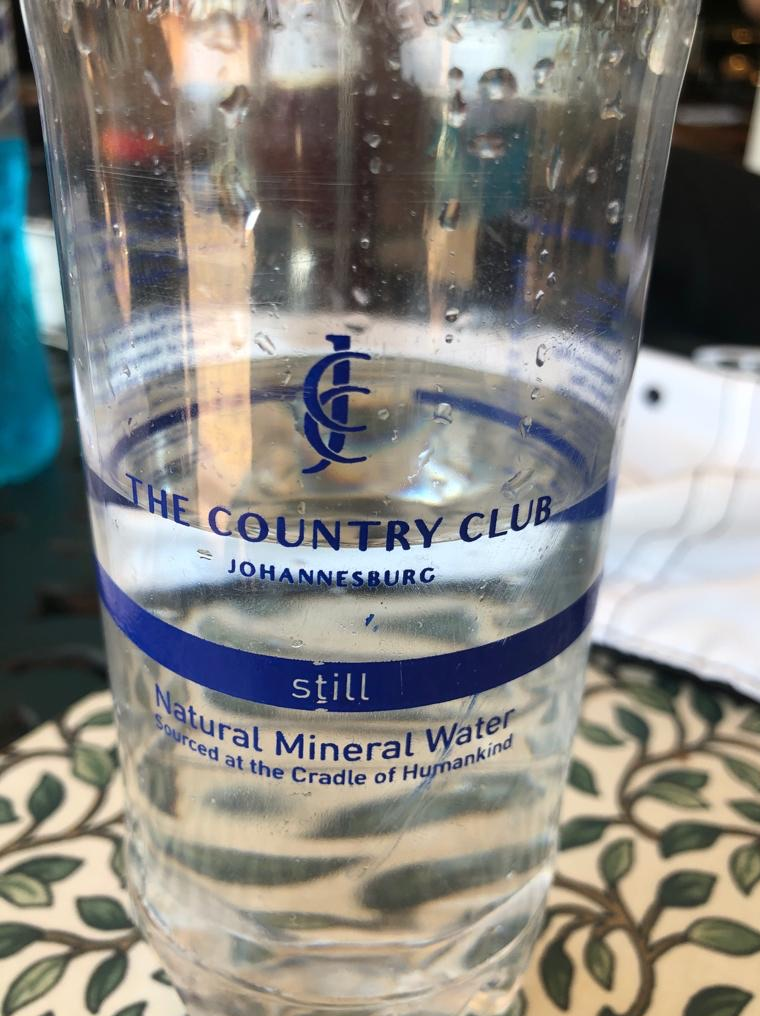 THE COUNTRY CLUB
JOHANNESBURG
still
Natural Mineral Water
Sourced at the Cradle of Humankind